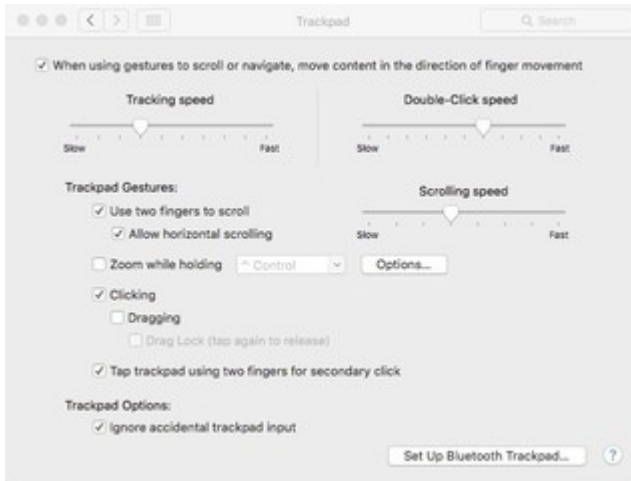 Trackpad
Search
When using gestures to scroll or navigate, move content in the direction of finger movement
Tracking speed
Double-Click speed
Slow
Fast
Slow
Fast
Trackpad Gestures:
Scrolling speed
Use two fingers to scroll
Allow horizontal scrolling
Slow
Fast
Zoom while holding
^ Control
Options...
Clicking
Dragging
Drag Lock (tap again to release)
Tap trackpad using two fingers for secondary click
Trackpad Options:
Ignore accidental trackpad input
Set Up Bluetooth Trackpad...
?